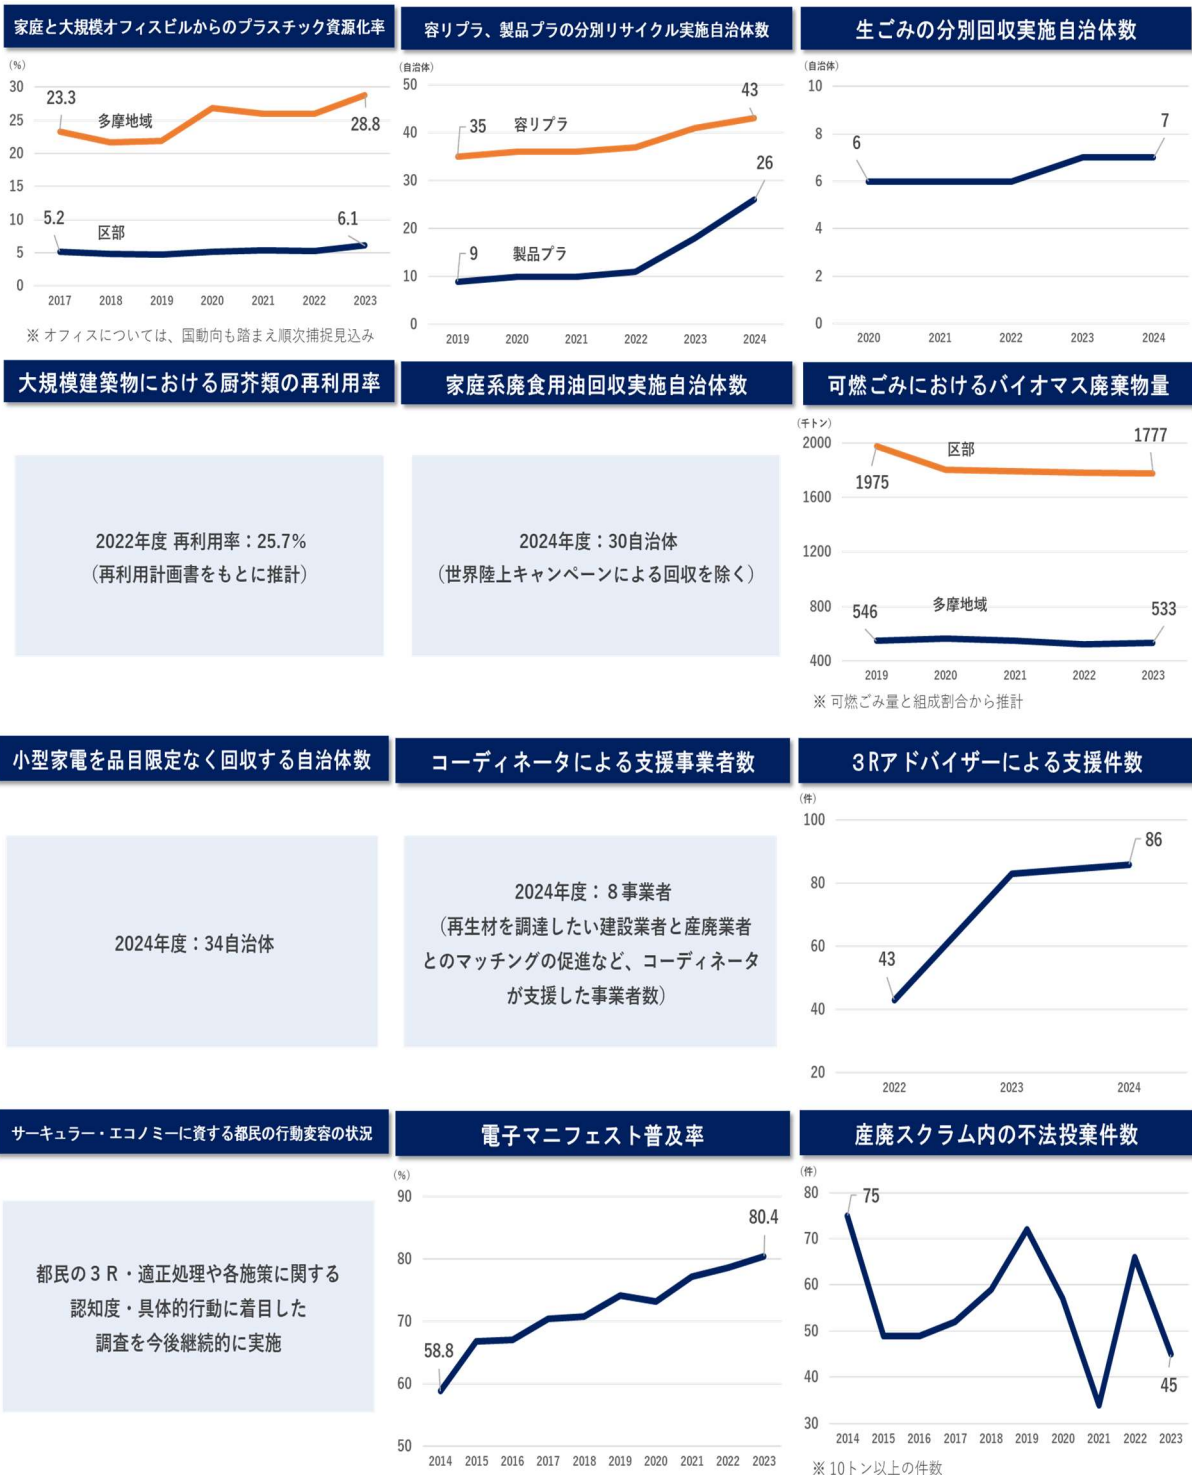 家庭と大規模オフィスビルからのプラスチック資源化率
(%)
30
25
20
15
10
5
0
23.3
多摩地域
28.8
5.2
区部
6.1
2017 2018 2019 2020 2021 2022 2023
※ オフィスについては、国動向も踏まえ順次捕捉見込み
容リプラ、製品プラの分別リサイクル実施自治体数
(自治体)
50
40
30
20
10
0
35
容リプラ
43
26
9
製品プラ
2019 2020 2021 2022 2023 2024
生ごみの分別回収実施自治体数
(自治体)
10
8
6
4
2
0
6
7
2020 2021 2022 2023 2024
大規模建築物における厨芥類の再利用率
2022年度 再利用率：25.7%
（再利用計画書をもとに推計）
家庭系廃食用油回収実施自治体数
2024年度：30自治体
（世界陸上キャンペーンによる回収を除く）
可燃ごみにおけるバイオマス廃棄物量
(千トン)
2000
1600
1200
800
400
1975
区部
1777
546
多摩地域
533
2019 2020 2021 2022 2023
※ 可燃ごみ量と組成割合から推計
小型家電を品目限定なく回収する自治体数
2024年度：34自治体
コーディネータによる支援事業者数
2024年度：８事業者
（再生材を調達したい建設業者と産廃業者
とのマッチングの促進など、コーディネータ
が支援した事業者数）
３Rアドバイザーによる支援件数
(件)
100
80
60
40
20
43
86
2022 2023 2024
サーキュラー・エコノミーに資する都民の行動変容の状況
都民の３Ｒ・適正処理や各施策に関する
認知度・具体的行動に着目した
調査を今後継続的に実施
電子マニフェスト普及率
(%)
90
80
70
60
50
58.8
80.4
2014 2015 2016 2017 2018 2019 2020 2021 2022 2023
産廃スクラム内の不法投棄件数
(件)
80
70
60
50
40
30
75
45
2014 2015 2016 2017 2018 2019 2020 2021 2022 2023
※ 10トン以上の件数